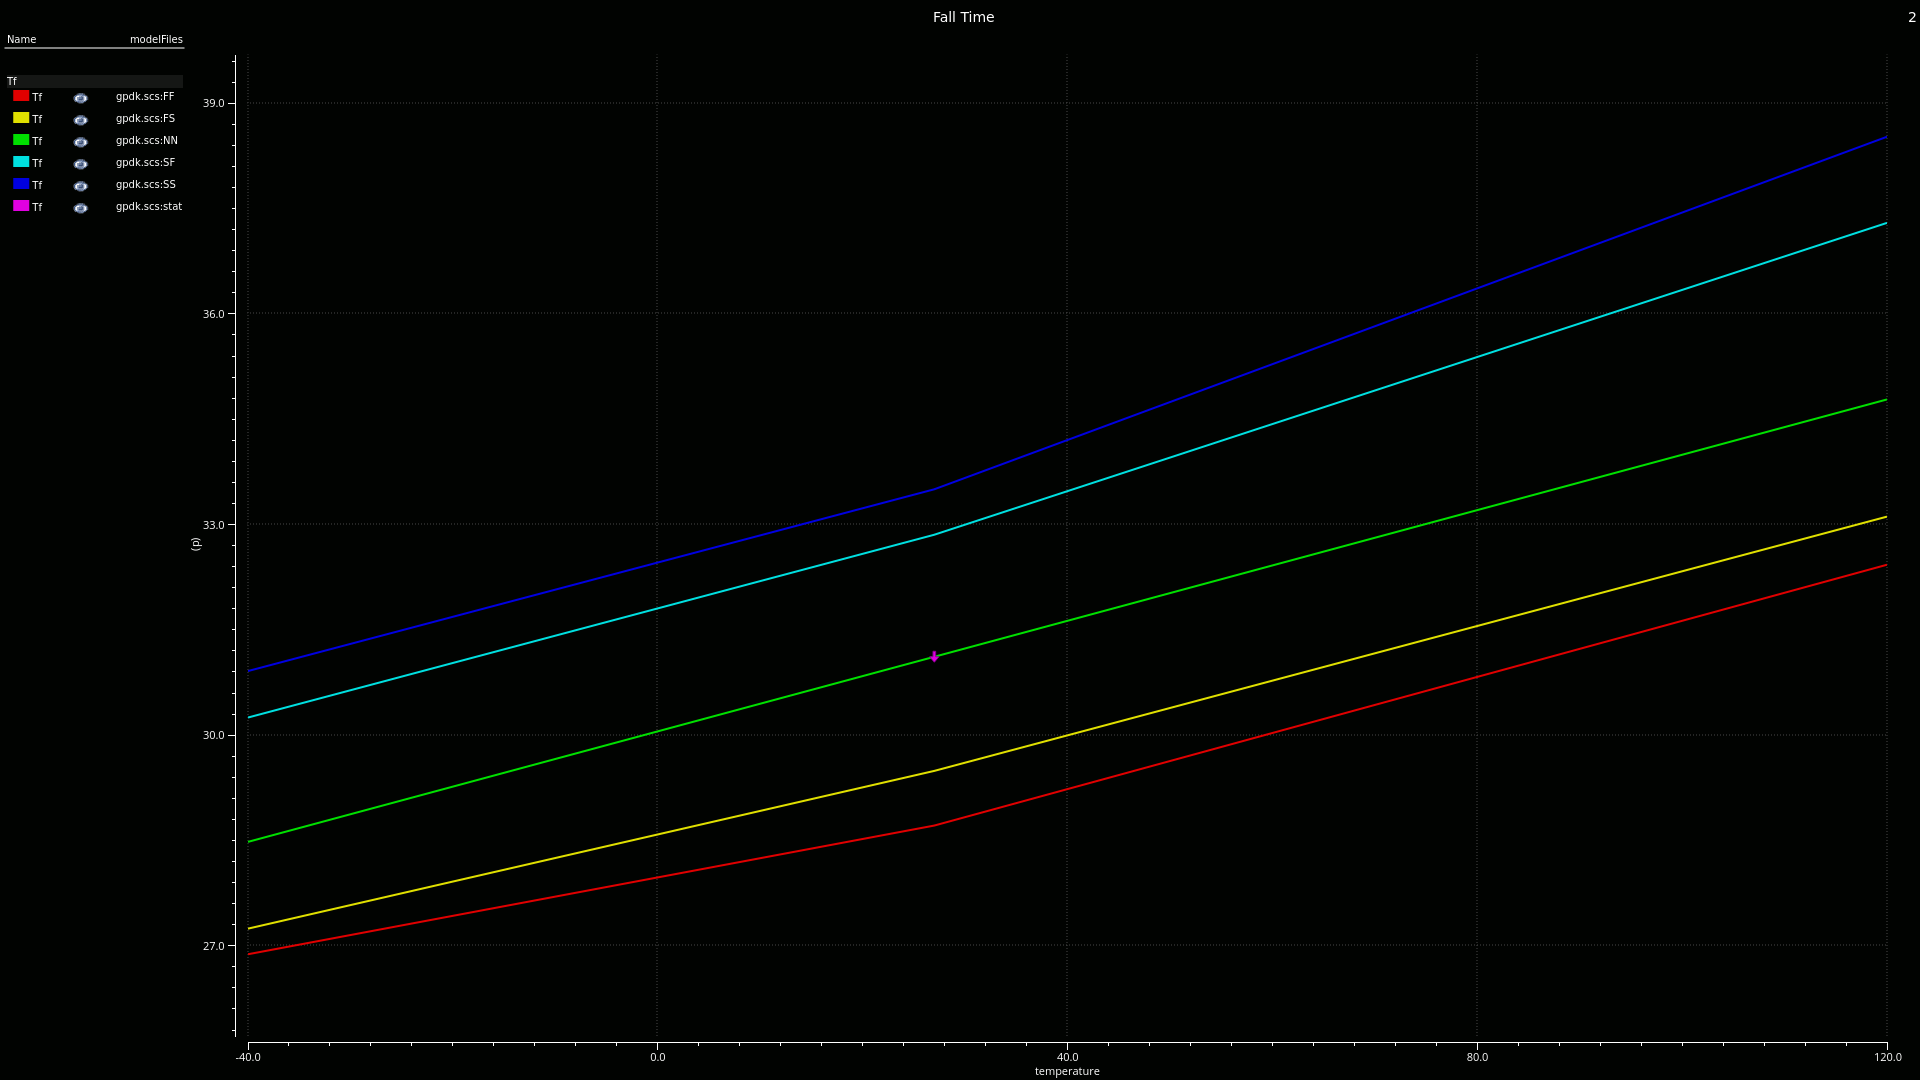 Fall Time
2
Name modelFiles
Tf
Tf gpdk.scs:FF
Tf gpdk.scs:FS
Tf gpdk.scs:NN
Tf gpdk.scs:SF
Tf gpdk.scs:SS
Tf gpdk.scs:stat
39.0
36.0
33.0
(p)
30.0
27.0
-40.0 0.0 40.0 80.0 120.0
temperature